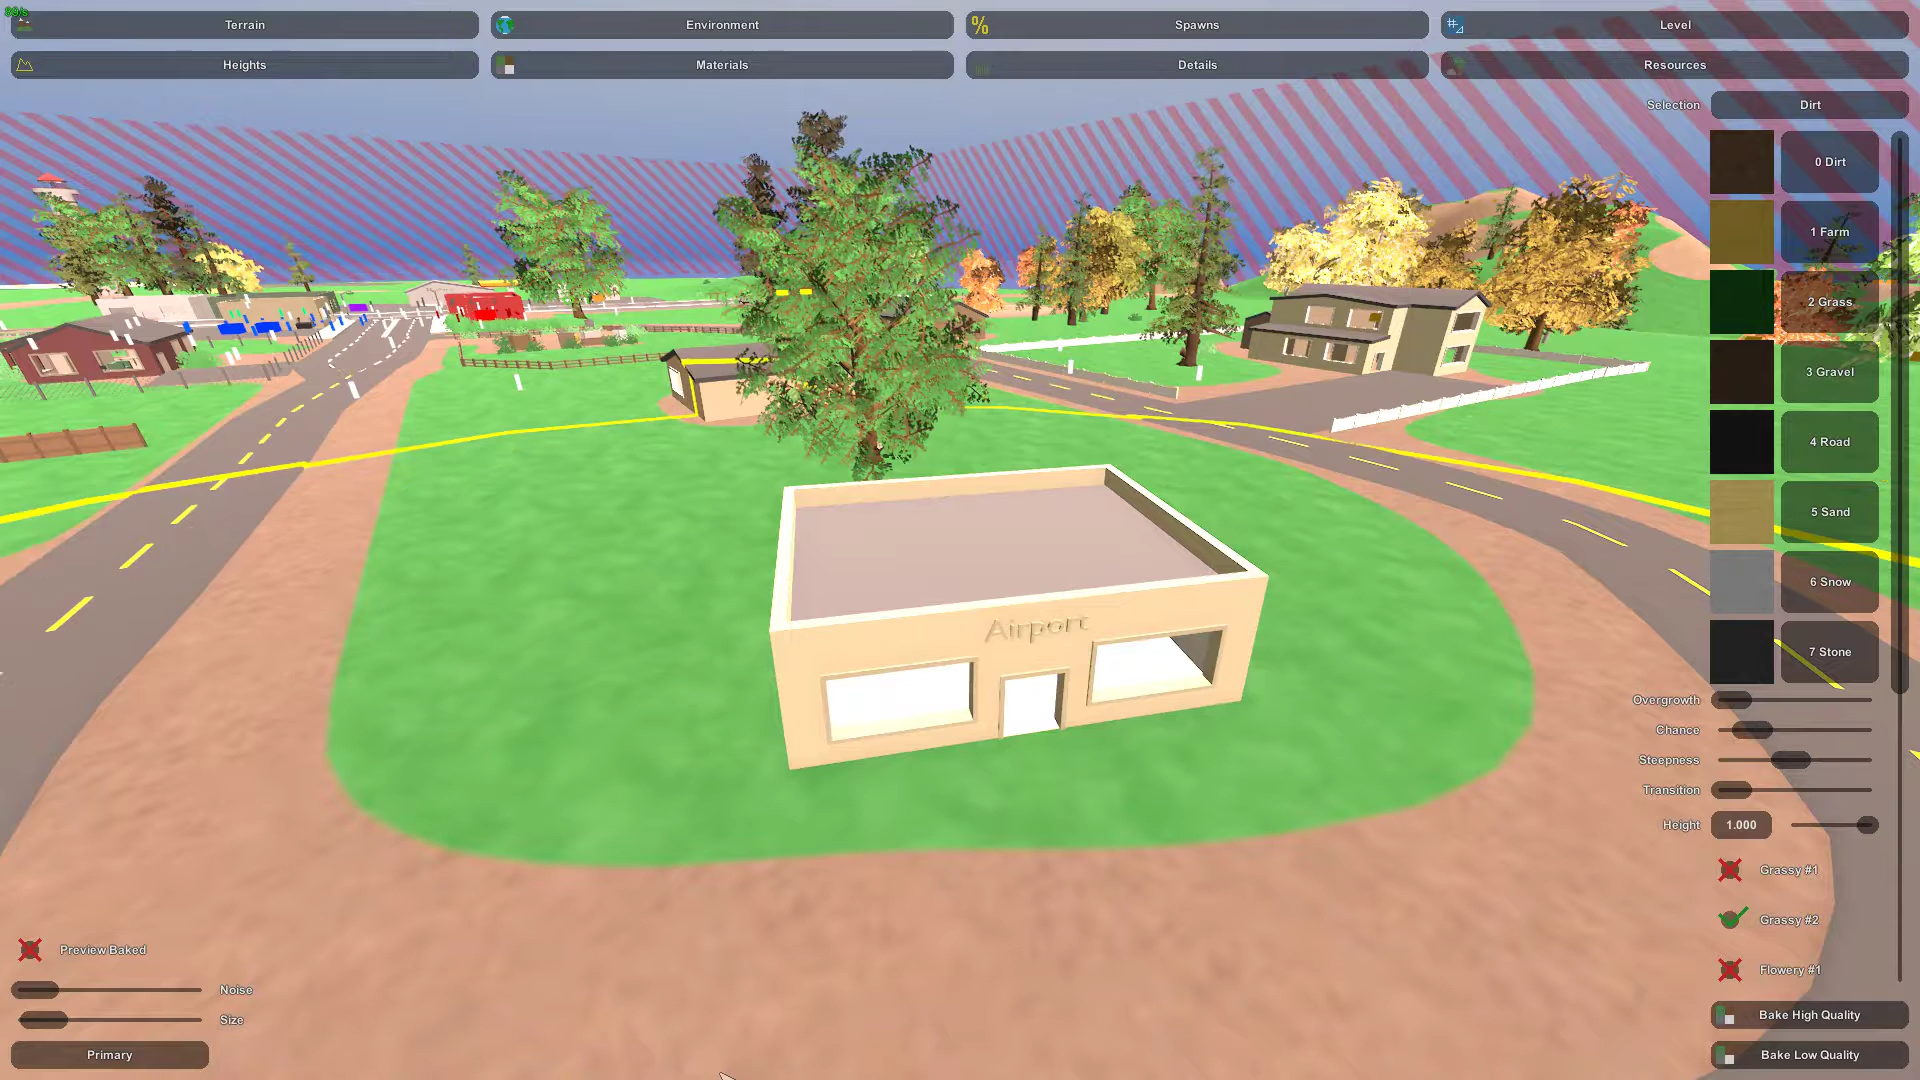 89/s
Terrain
Environment
%
Spawns
Level
Heights
Materials
Details
Resources
Selection
Dirt
0 Dirt
1 Farm
2 Grass
3 Gravel
4 Road
5 Sand
6 Snow
7 Stone
Overgrowth
Chance
Steepness
Transition
Height
1.000
Grassy #1
Grassy #2
Flowery #1
Bake High Quality
Bake Low Quality
Airport
Preview Baked
Noise
Size
Primary